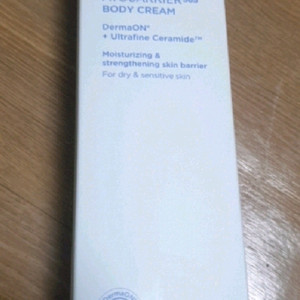 BODY CREAM
DermaON®
+ Ultrafine Ceramide™
Moisturizing &
strengthening skin barrier
For dry & sensitive skin